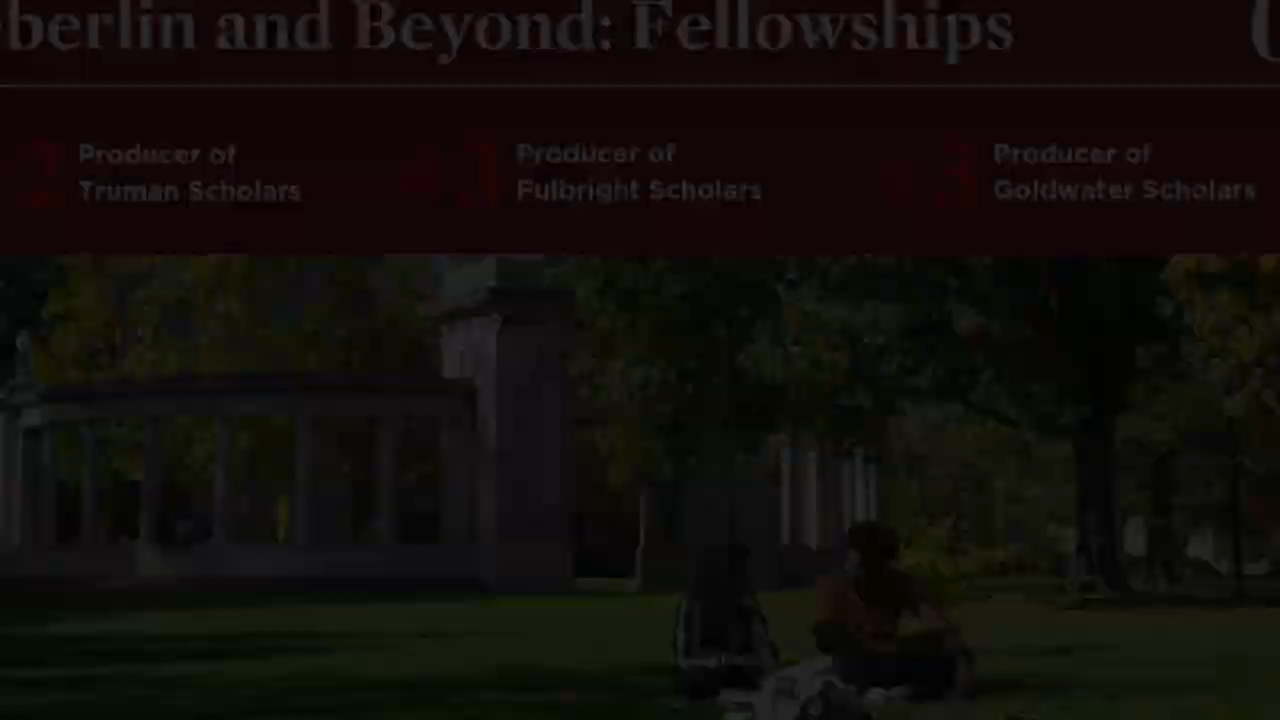 berlin and Beyond: Fellowships
Producer of
Truman Scholars
Producer of
Fulbright Scholars
Producer of
Goldwater Scholars